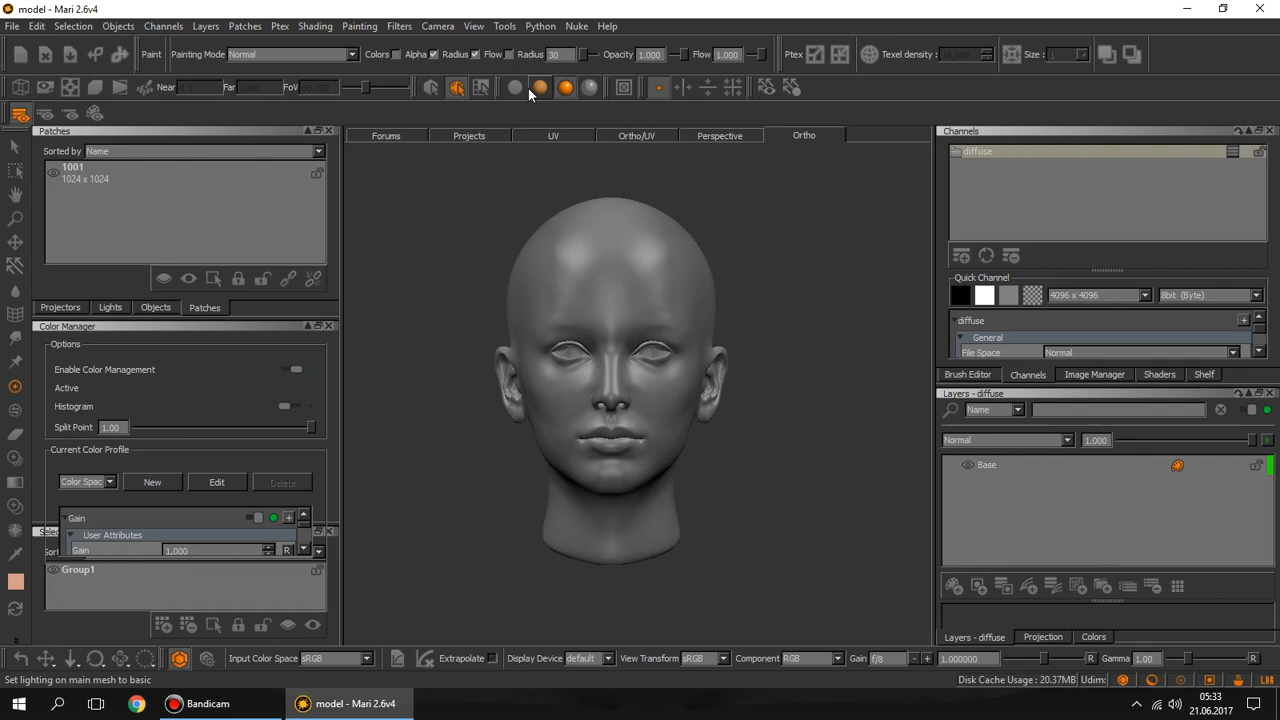 model - Mari 2.6v4
File Edit Selection Objects Channels Layers Patches Ptex Shading Painting Filters Camera View Tools Python Nuke Help
Paint Painting Mode Normal Colors Alpha Radius Flow Radius 30 Opacity 1.000 Flow 1.000 Ptex Texel density : Size : 1
Near Far FoV
Patches
Sorted by Name
1001
1024 x 1024
Projectors Lights Objects Patches
Color Manager
Options
Enable Color Management
Active
Histogram
Split Point 1.00
Current Color Profile
Color Spac New Edit Delete
Gain
User Attributes
Gain 1.000 R
Group1
Forums Projects UV Ortho/UV Perspective Ortho
Channels
diffuse
Quick Channel
4096 x 4096 8bit (Byte)
diffuse
General
File Space Normal
Brush Editor Channels Image Manager Shaders Shelf
Layers - diffuse
Name
Normal 1.000
Base
Layers - diffuse Projection Colors
Input Color Space sRGB Extrapolate Display Device default View Transform sRGB Component RGB Gain f/8 1.000000 R Gamma 1.00 R
Set lighting on main mesh to basic
Disk Cache Usage : 20.37MB Udim: LDR
Bandicam
model - Mari 2.6v4
05:33
21.06.2017